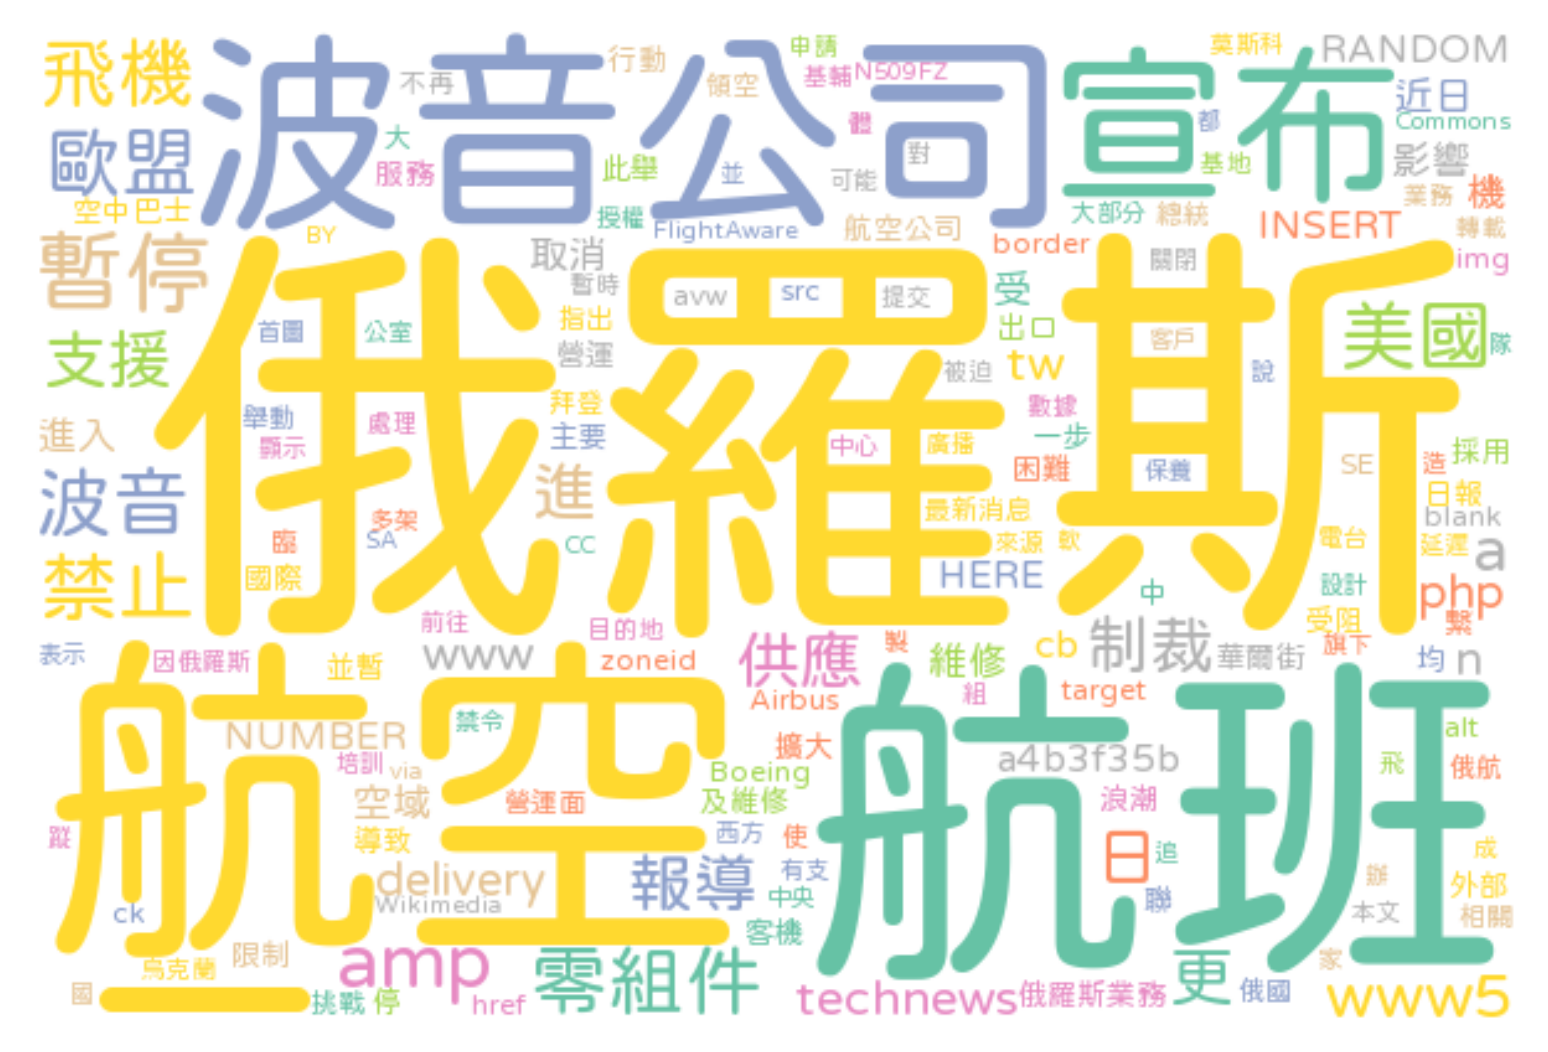 飛機
波音公司
宣布
不再
行動
領空
申請
基輔
N509FZ
莫斯科
RANDOM
近日
Commons
歐盟
大
服務
此舉
體
並
對
可能
都
基地
影響
業務
機
空中巴士
BY
授權
FlightAware
航空公司
大部分
總統
INSERT
轉載
border
img
暫停
取消
暫時
俄羅斯
avw
src
提交
受
關閉
支援
首圖
公室
指出
營運
出口
客戶
美國
隊
被迫
tw
說
進入
舉動
處理
拜登
數據
顯示
主要
中心
廣播
一步
採用
波音
進
困難
保養
SE
造
日報
多架
最新消息
blank
SA
CC
來源
軟
電台
延遲
a
臨
禁止
國際
HERE
中
設計
php
前往
目的地
受阻
繫
表示
因俄羅斯
並暫
www
zoneid
供應
製
維修
cb
制裁
華爾街
旗下
均
n
航空
NUMBER
禁令
Airbus
組
target
航班
alt
培訓
via
擴大
a4b3f35b
飛
俄航
Boeing
空域
營運面
及維修
浪潮
蹤
導致
西方
使
日
追
成
delivery
報導
有支
Wikimedia
中央
聯
辦
外部
ck
客機
本文
相關
烏克蘭
限制
amp
零組件
更
家
國
一
挑戰
停
href
technews
俄羅斯業務
俄國
www5